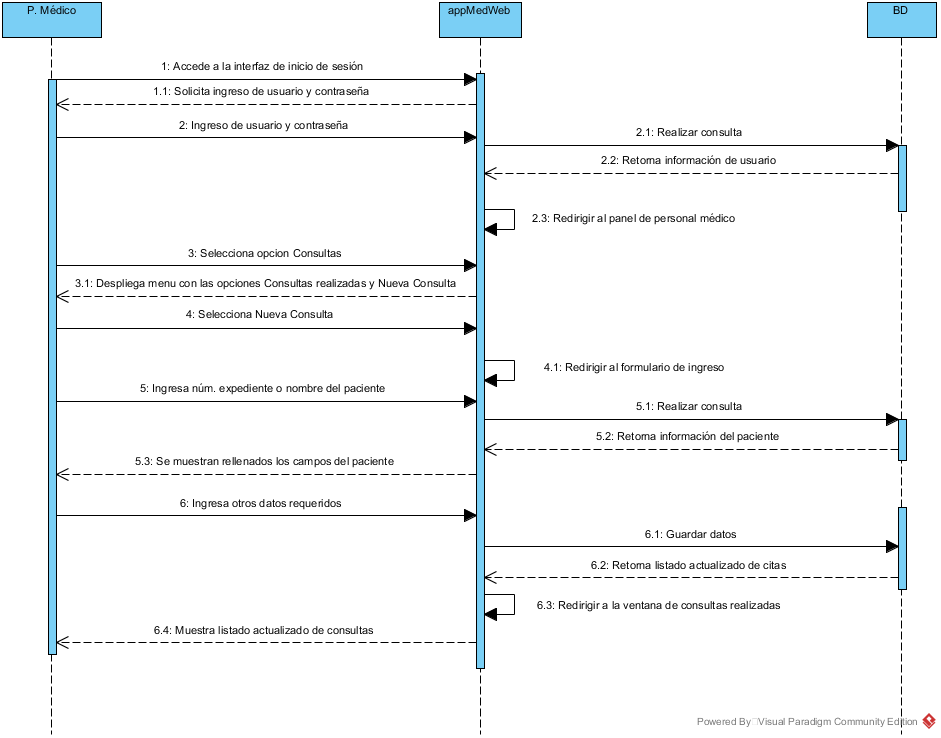 P. Médico
appMedWeb
BD
1: Accede a la interfaz de inicio de sesión
1.1: Solicita ingreso de usuario y contraseña
2: Ingreso de usuario y contraseña
2.1: Realizar consulta
2.2: Retorna información de usuario
2.3: Redirigir al panel de personal médico
3: Selecciona opcion Consultas
3.1: Despliega menu con las opciones Consultas realizadas y Nueva Consulta
4: Selecciona Nueva Consulta
4.1: Redirigir al formulario de ingreso
5: Ingresa núm. expediente o nombre del paciente
5.1: Realizar consulta
5.2: Retorna información del paciente
5.3: Se muestran rellenados los campos del paciente
6: Ingresa otros datos requeridos
6.1: Guardar datos
6.2: Retorna listado actualizado de citas
6.3: Redirigir a la ventana de consultas realizadas
6.4: Muestra listado actualizado de consultas
Powered By Visual Paradigm Community Edition